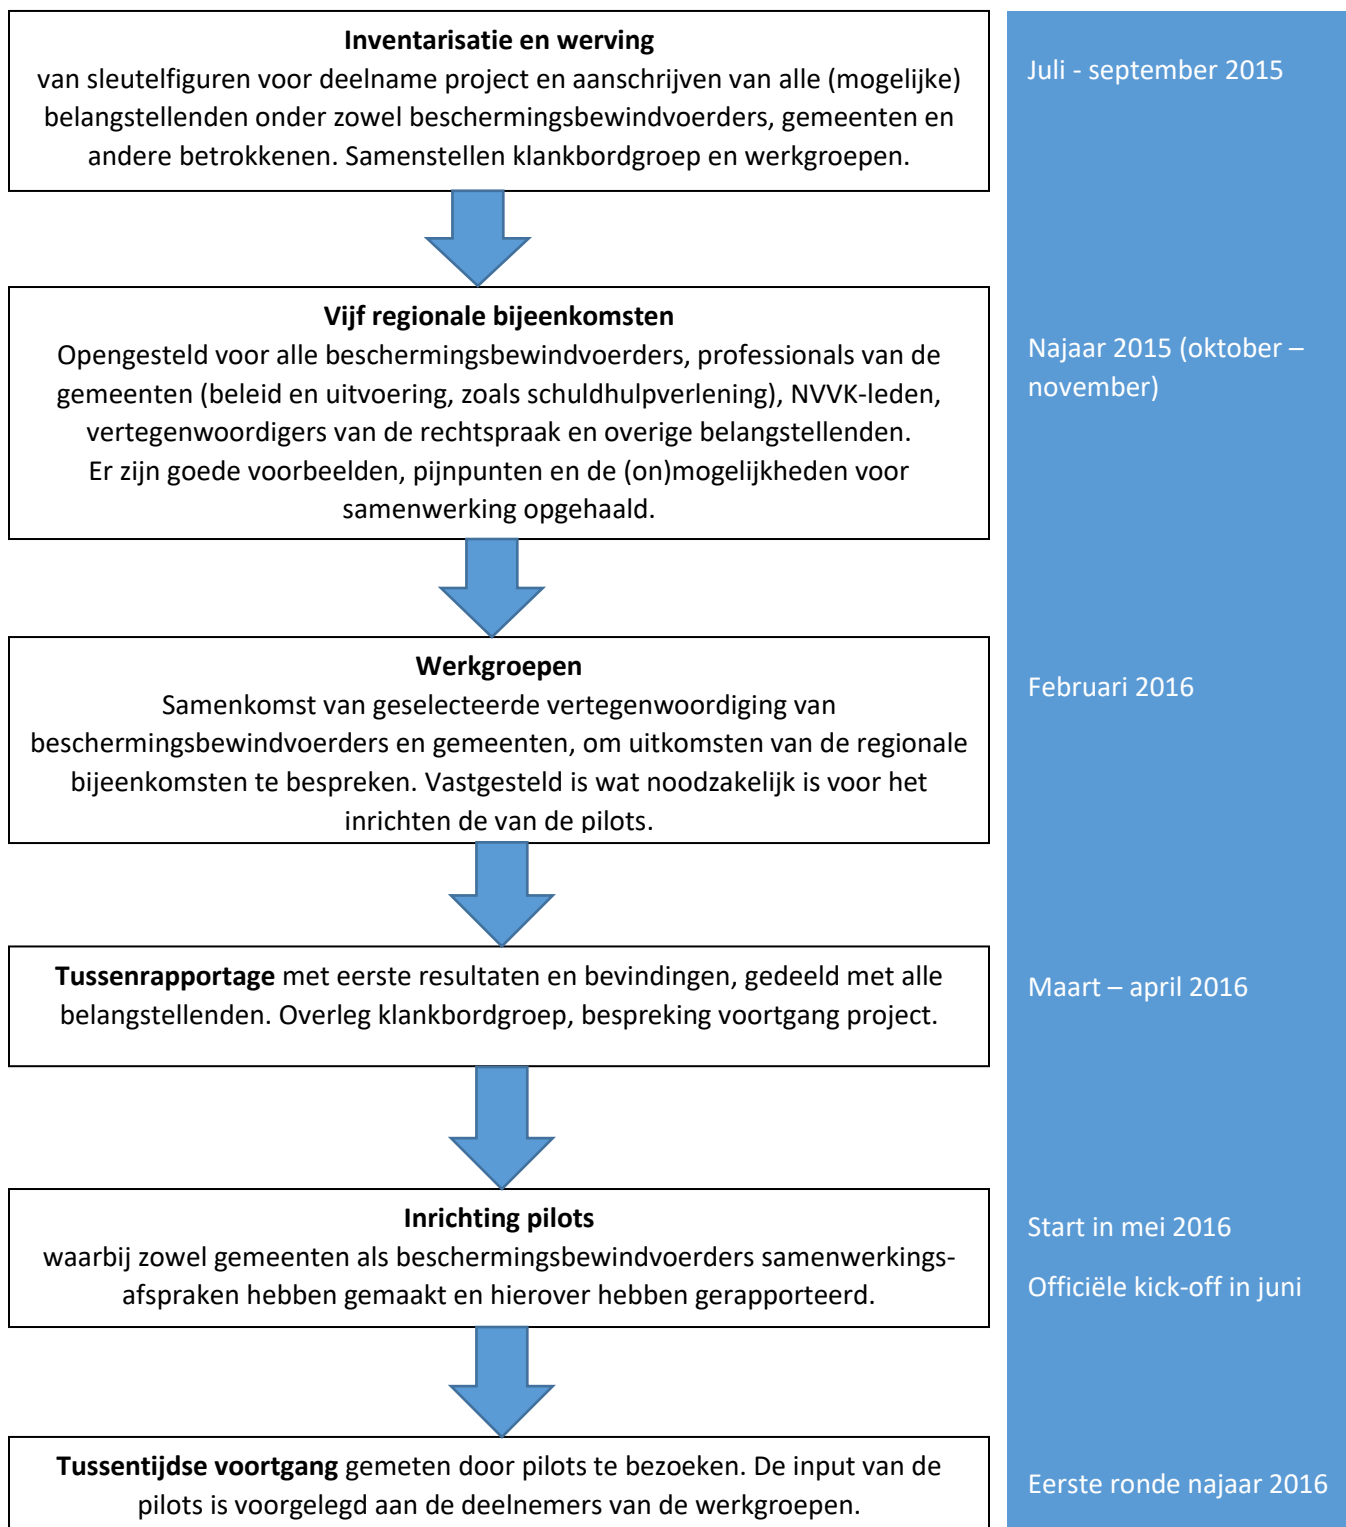 Inventarisatie en werving
van sleutelfiguren voor deelname project en aanschrijven van alle (mogelijke)
belangstellenden onder zowel beschermingsbewindvoerders, gemeenten en
andere betrokkenen. Samenstellen klankbordgroep en werkgroepen.
Juli - september 2015
Vijf regionale bijeenkomsten
Opengesteld voor alle beschermingsbewindvoerders, professionals van de
gemeenten (beleid en uitvoering, zoals schuldhulpverlening), NVVK-leden,
vertegenwoordigers van de rechtspraak en overige belangstellenden.
Er zijn goede voorbeelden, pijnpunten en de (on)mogelijkheden voor
samenwerking opgehaald.
Najaar 2015 (oktober –
november)
Werkgroepen
Samenkomst van geselecteerde vertegenwoordiging van
beschermingsbewindvoerders en gemeenten, om uitkomsten van de regionale
bijeenkomsten te bespreken. Vastgesteld is wat noodzakelijk is voor het
inrichten de van de pilots.
Februari 2016
Tussenrapportage met eerste resultaten en bevindingen, gedeeld met alle
belangstellenden. Overleg klankbordgroep, bespreking voortgang project.
Maart – april 2016
Inrichting pilots
waarbij zowel gemeenten als beschermingsbewindvoerders samenwerkings-
afspraken hebben gemaakt en hierover hebben gerapporteerd.
Start in mei 2016
Officiële kick-off in juni
Tussentijdse voortgang gemeten door pilots te bezoeken. De input van de
pilots is voorgelegd aan de deelnemers van de werkgroepen.
Eerste ronde najaar 2016